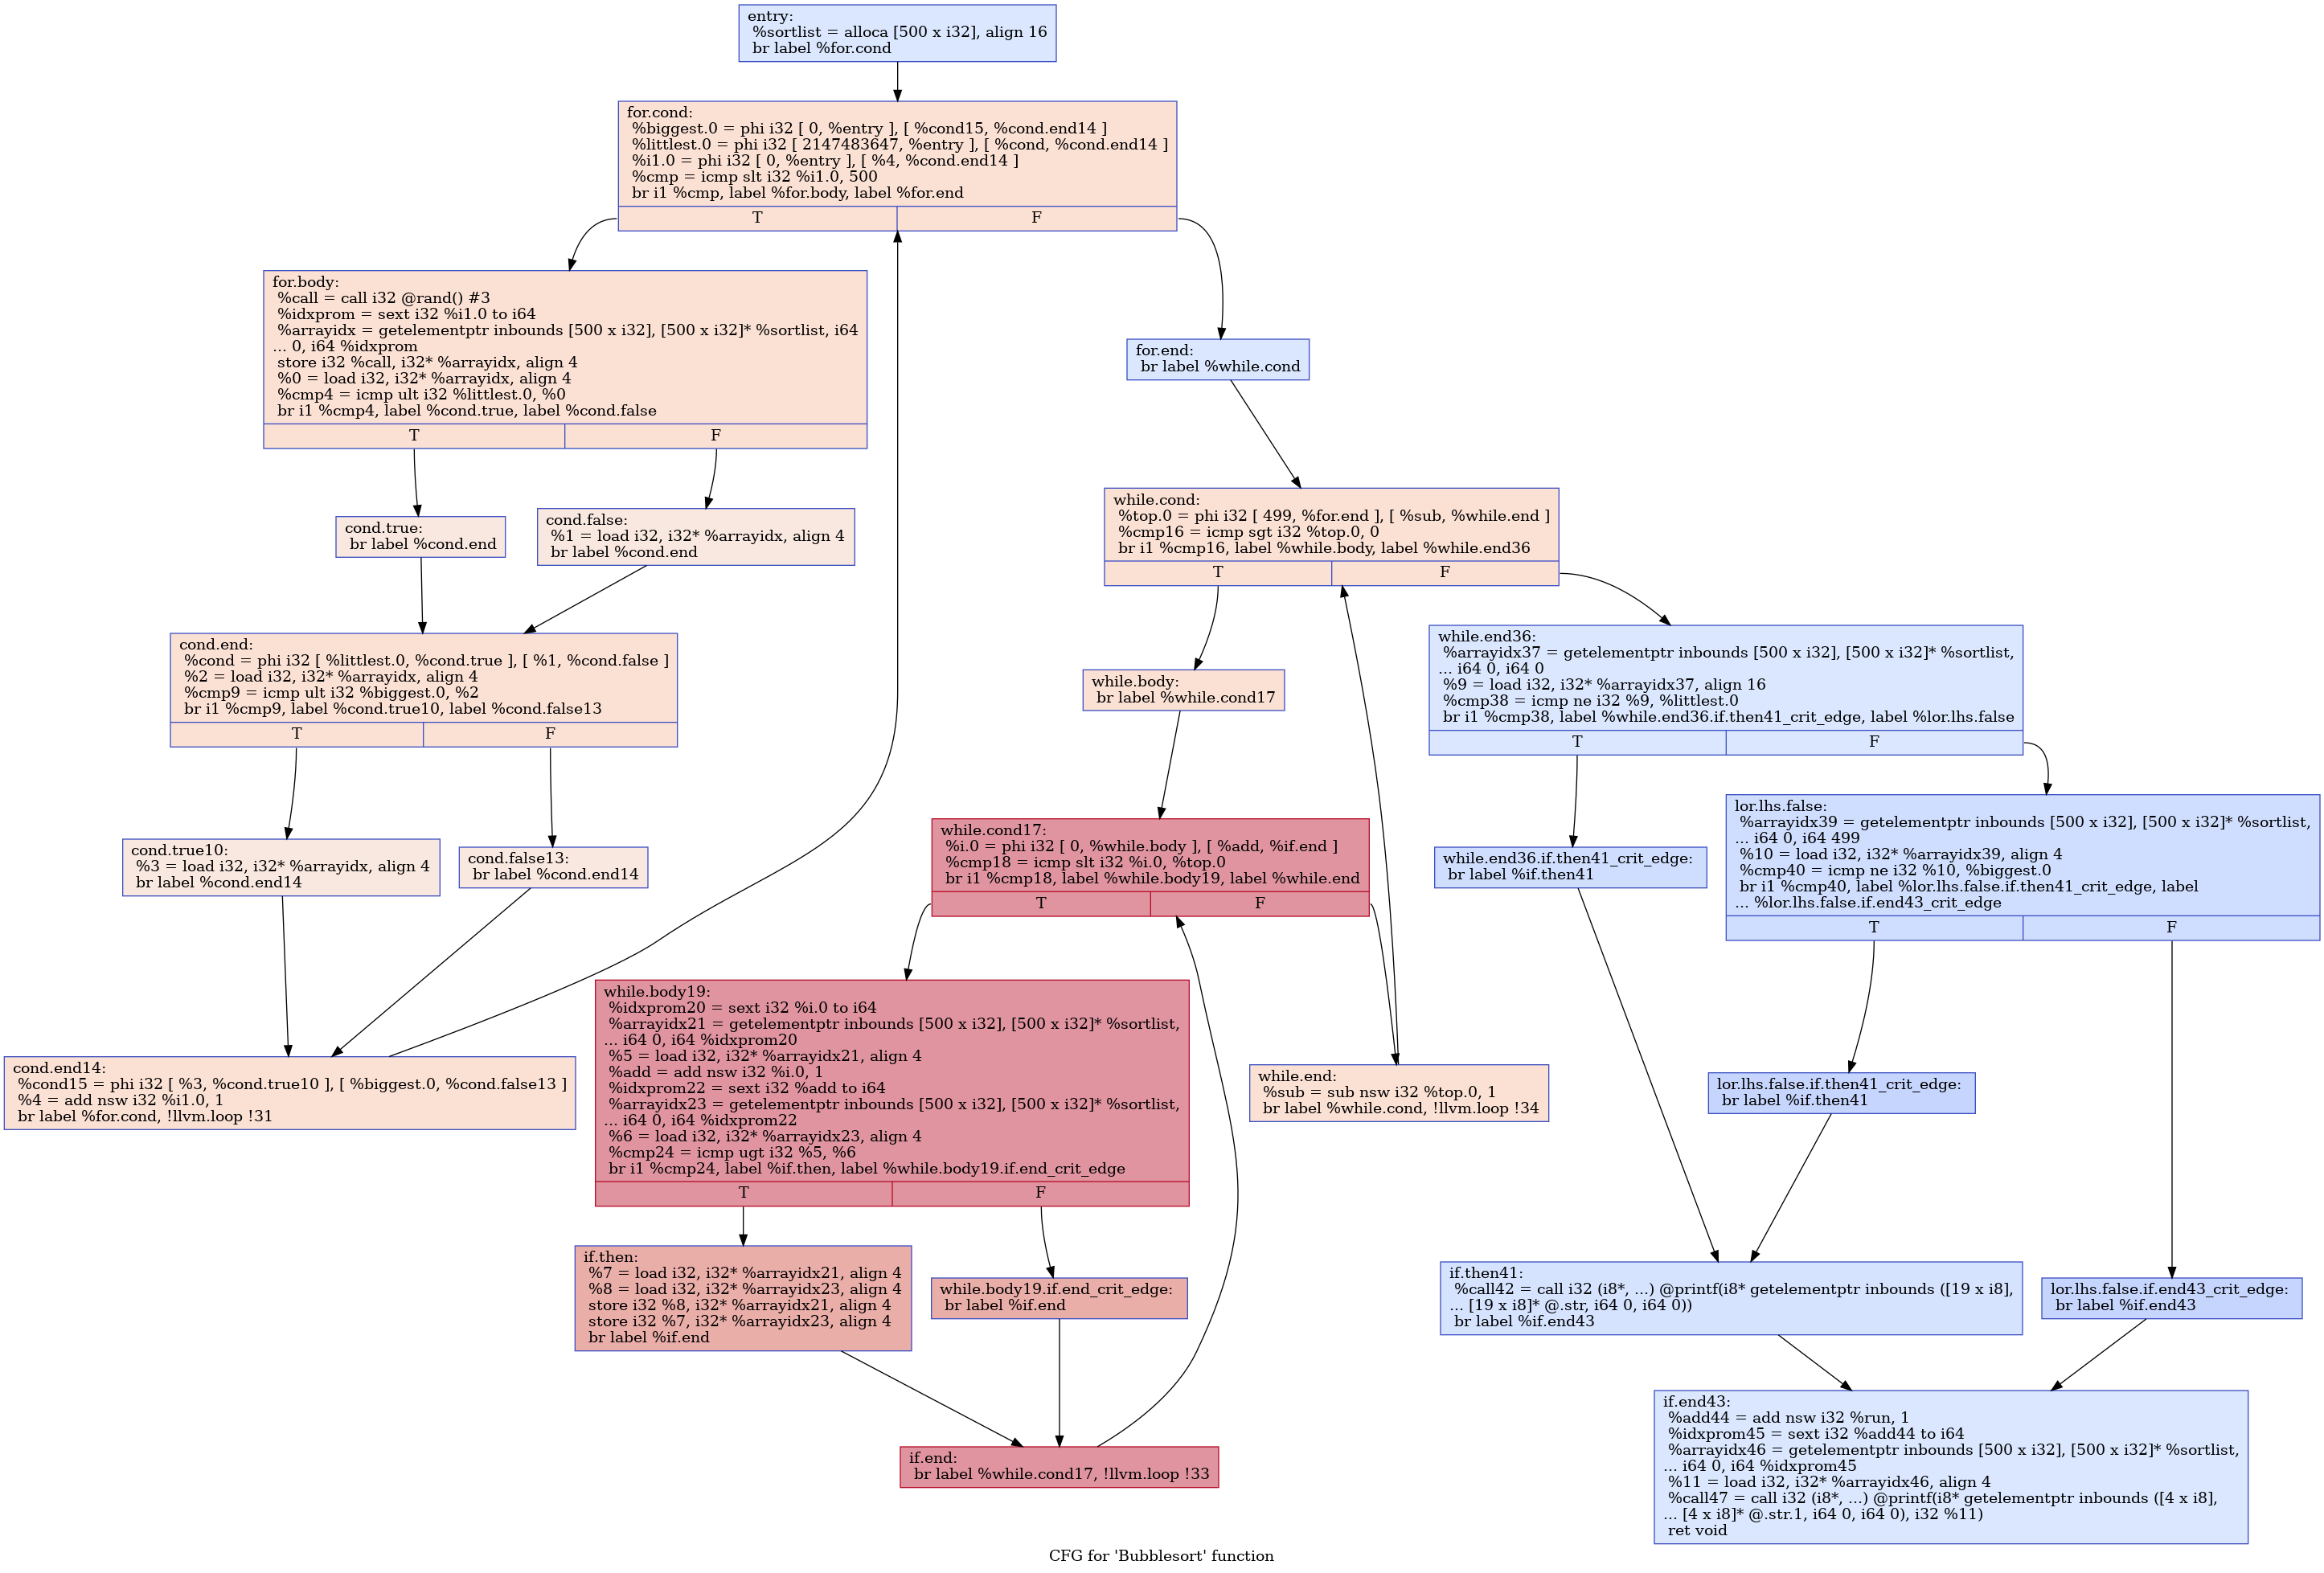 entry:
%sortlist = alloca [500 x i32], align 16
br label %for.cond
for.cond:
%biggest.0 = phi i32 [ 0, %entry ], [ %cond15, %cond.end14 ]
%littlest.0 = phi i32 [ 2147483647, %entry ], [ %cond, %cond.end14 ]
%i1.0 = phi i32 [ 0, %entry ], [ %4, %cond.end14 ]
%cmp = icmp slt i32 %i1.0, 500
br i1 %cmp, label %for.body, label %for.end
T F
for.body:
%call = call i32 @rand() #3
%idxprom = sext i32 %i1.0 to i64
%arrayidx = getelementptr inbounds [500 x i32], [500 x i32]* %sortlist, i64
... 0, i64 %idxprom
store i32 %call, i32* %arrayidx, align 4
%0 = load i32, i32* %arrayidx, align 4
%cmp4 = icmp ult i32 %littlest.0, %0
br i1 %cmp4, label %cond.true, label %cond.false
T F
cond.true:
br label %cond.end
cond.false:
%1 = load i32, i32* %arrayidx, align 4
br label %cond.end
cond.end:
%cond = phi i32 [ %littlest.0, %cond.true ], [ %1, %cond.false ]
%2 = load i32, i32* %arrayidx, align 4
%cmp9 = icmp ult i32 %biggest.0, %2
br i1 %cmp9, label %cond.true10, label %cond.false13
T F
cond.true10:
%3 = load i32, i32* %arrayidx, align 4
br label %cond.end14
cond.false13:
br label %cond.end14
cond.end14:
%cond15 = phi i32 [ %3, %cond.true10 ], [ %biggest.0, %cond.false13 ]
%4 = add nsw i32 %i1.0, 1
br label %for.cond, !llvm.loop !31
for.end:
br label %while.cond
while.cond:
%top.0 = phi i32 [ 499, %for.end ], [ %sub, %while.end ]
%cmp16 = icmp sgt i32 %top.0, 0
br i1 %cmp16, label %while.body, label %while.end36
T F
while.body:
br label %while.cond17
while.cond17:
%i.0 = phi i32 [ 0, %while.body ], [ %add, %if.end ]
%cmp18 = icmp slt i32 %i.0, %top.0
br i1 %cmp18, label %while.body19, label %while.end
T F
while.body19:
%idxprom20 = sext i32 %i.0 to i64
%arrayidx21 = getelementptr inbounds [500 x i32], [500 x i32]* %sortlist,
... i64 0, i64 %idxprom20
%5 = load i32, i32* %arrayidx21, align 4
%add = add nsw i32 %i.0, 1
%idxprom22 = sext i32 %add to i64
%arrayidx23 = getelementptr inbounds [500 x i32], [500 x i32]* %sortlist,
... i64 0, i64 %idxprom22
%6 = load i32, i32* %arrayidx23, align 4
%cmp24 = icmp ugt i32 %5, %6
br i1 %cmp24, label %if.then, label %while.body19.if.end_crit_edge
T F
if.then:
%7 = load i32, i32* %arrayidx21, align 4
%8 = load i32, i32* %arrayidx23, align 4
store i32 %8, i32* %arrayidx21, align 4
store i32 %7, i32* %arrayidx23, align 4
br label %if.end
while.body19.if.end_crit_edge:
br label %if.end
if.end:
br label %while.cond17, !llvm.loop !33
while.end:
%sub = sub nsw i32 %top.0, 1
br label %while.cond, !llvm.loop !34
while.end36:
%arrayidx37 = getelementptr inbounds [500 x i32], [500 x i32]* %sortlist,
... i64 0, i64 0
%9 = load i32, i32* %arrayidx37, align 16
%cmp38 = icmp ne i32 %9, %littlest.0
br i1 %cmp38, label %while.end36.if.then41_crit_edge, label %lor.lhs.false
T F
while.end36.if.then41_crit_edge:
br label %if.then41
lor.lhs.false:
%arrayidx39 = getelementptr inbounds [500 x i32], [500 x i32]* %sortlist,
... i64 0, i64 499
%10 = load i32, i32* %arrayidx39, align 4
%cmp40 = icmp ne i32 %10, %biggest.0
br i1 %cmp40, label %lor.lhs.false.if.then41_crit_edge, label
... %lor.lhs.false.if.end43_crit_edge
T F
lor.lhs.false.if.then41_crit_edge:
br label %if.then41
if.then41:
%call42 = call i32 (i8*, ...) @printf(i8* getelementptr inbounds ([19 x i8],
... [19 x i8]* @.str, i64 0, i64 0))
br label %if.end43
lor.lhs.false.if.end43_crit_edge:
br label %if.end43
if.end43:
%add44 = add nsw i32 %run, 1
%idxprom45 = sext i32 %add44 to i64
%arrayidx46 = getelementptr inbounds [500 x i32], [500 x i32]* %sortlist,
... i64 0, i64 %idxprom45
%11 = load i32, i32* %arrayidx46, align 4
%call47 = call i32 (i8*, ...) @printf(i8* getelementptr inbounds ([4 x i8],
... [4 x i8]* @.str.1, i64 0, i64 0), i32 %11)
ret void
CFG for 'Bubblesort' function